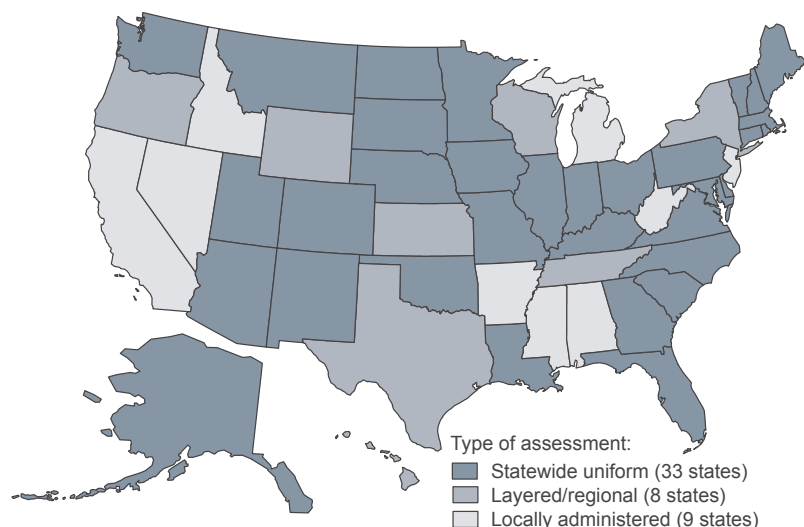 Type of assessment:
Statewide uniform (33 states)
Layered/regional (8 states)
Locally administered (9 states)